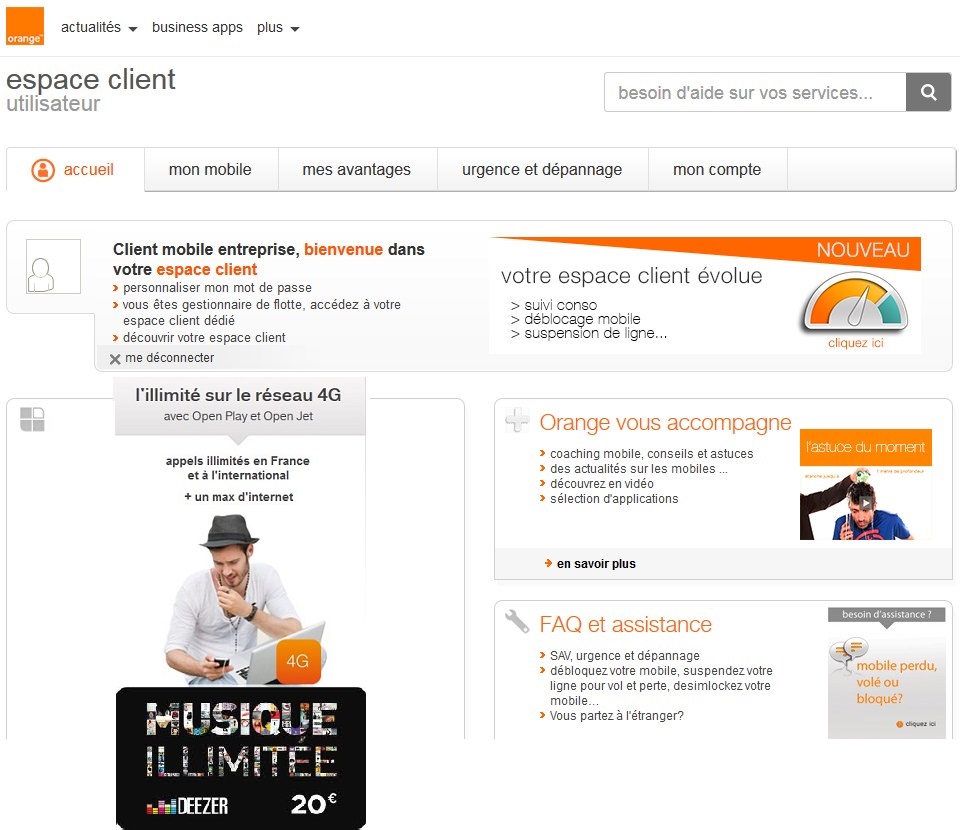 orange™
actualités
business apps
plus
espace client
utilisateur
besoin d'aide sur vos services...
accueil
mon mobile
mes avantages
urgence et dépannage
mon compte
Client mobile entreprise, bienvenue dans
votre espace client
personnaliser mon mot de passe
vous êtes gestionnaire de flotte, accédez à votre
espace client dédié
découvrir votre espace client
me déconnecter
NOUVEAU
votre espace client évolue
> suivi conso
> déblocage mobile
> suspension de ligne...
cliquez ici
l'illimité sur le réseau 4G
avec Open Play et Open Jet
appels illimités en France
et à l'international
+ un max d'internet
4G
MUSIQUE
ILLIMITÉE
DEEZER
20€
Orange vous accompagne
coaching mobile, conseils et astuces
des actualités sur les mobiles ...
découvrez en vidéo
sélection d'applications
l'astuce du moment
en savoir plus
FAQ et assistance
SAV, urgence et dépannage
débloquez votre mobile, suspendez votre
ligne pour vol et perte, desimlockez votre
mobile...
Vous partez à l'étranger?
besoin d'assistance ?
mobile perdu,
volé ou
bloqué?
cliquez ici